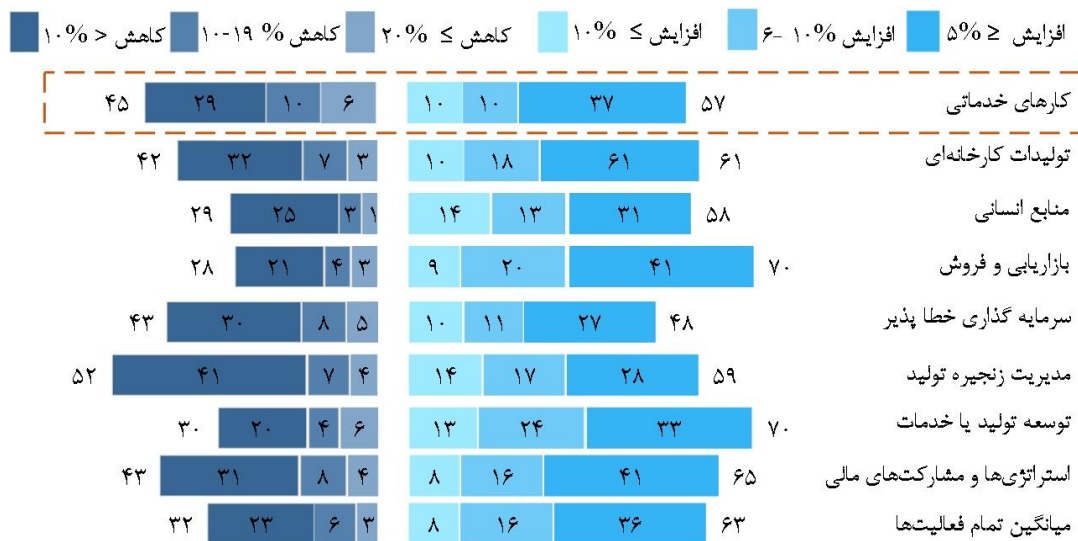 افزایش ≥ ۵% افزایش ۱۰% -۶ افزایش ≤ ۱۰% کاهش ≤ ۲۰% کاهش % ۱۹-۱۰ کاهش < ۱۰%
کارهای خدماتی ۵۷ ۳۷ ۱۰ ۱۰ ۶ ۱۰ ۲۹ ۴۵
تولیدات کارخانه‌ای ۶۱ ۶۱ ۱۸ ۱۰ ۳ ۷ ۳۲ ۴۲
منابع انسانی ۵۸ ۳۱ ۱۳ ۱۴ ۱ ۳ ۲۵ ۲۹
بازاریابی و فروش ۷۰ ۴۱ ۲۰ ۹ ۳ ۴ ۲۱ ۲۸
سرمایه گذاری خطا پذیر ۴۸ ۲۷ ۱۱ ۱۰ ۵ ۸ ۳۰ ۴۳
مدیریت زنجیره تولید ۵۹ ۲۸ ۱۷ ۱۴ ۴ ۷ ۴۱ ۵۲
توسعه تولید یا خدمات ۷۰ ۳۳ ۲۴ ۱۳ ۶ ۴ ۲۰ ۳۰
استراتژی‌ها و مشارکت‌های مالی ۶۵ ۴۱ ۱۶ ۸ ۴ ۸ ۳۱ ۴۳
میانگین تمام فعالیت‌ها ۶۳ ۳۶ ۱۶ ۸ ۳ ۶ ۲۳ ۳۲